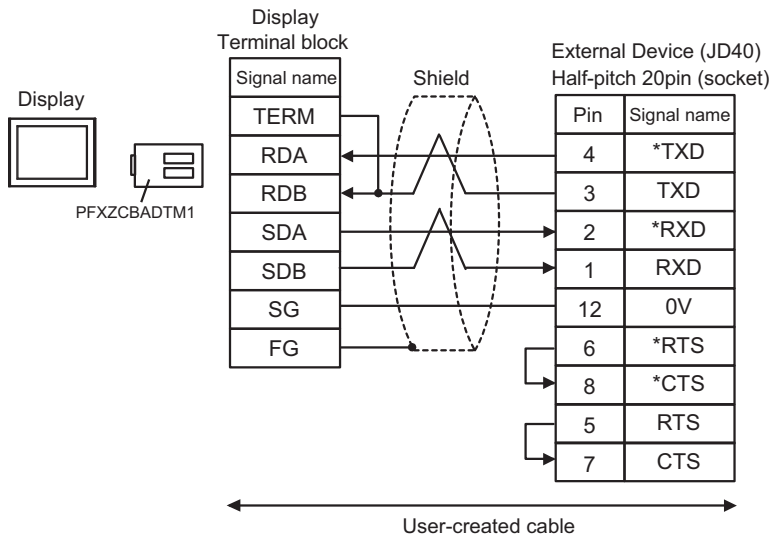 Display
Terminal block
External Device (JD40)
Half-pitch 20pin (socket)
Display
PFXZCBADTM1
Signal name
TERM
RDA
RDB
SDA
SDB
SG
FG
Shield
Pin Signal name
4 *TXD
3 TXD
2 *RXD
1 RXD
12 0V
6 *RTS
8 *CTS
5 RTS
7 CTS
User-created cable